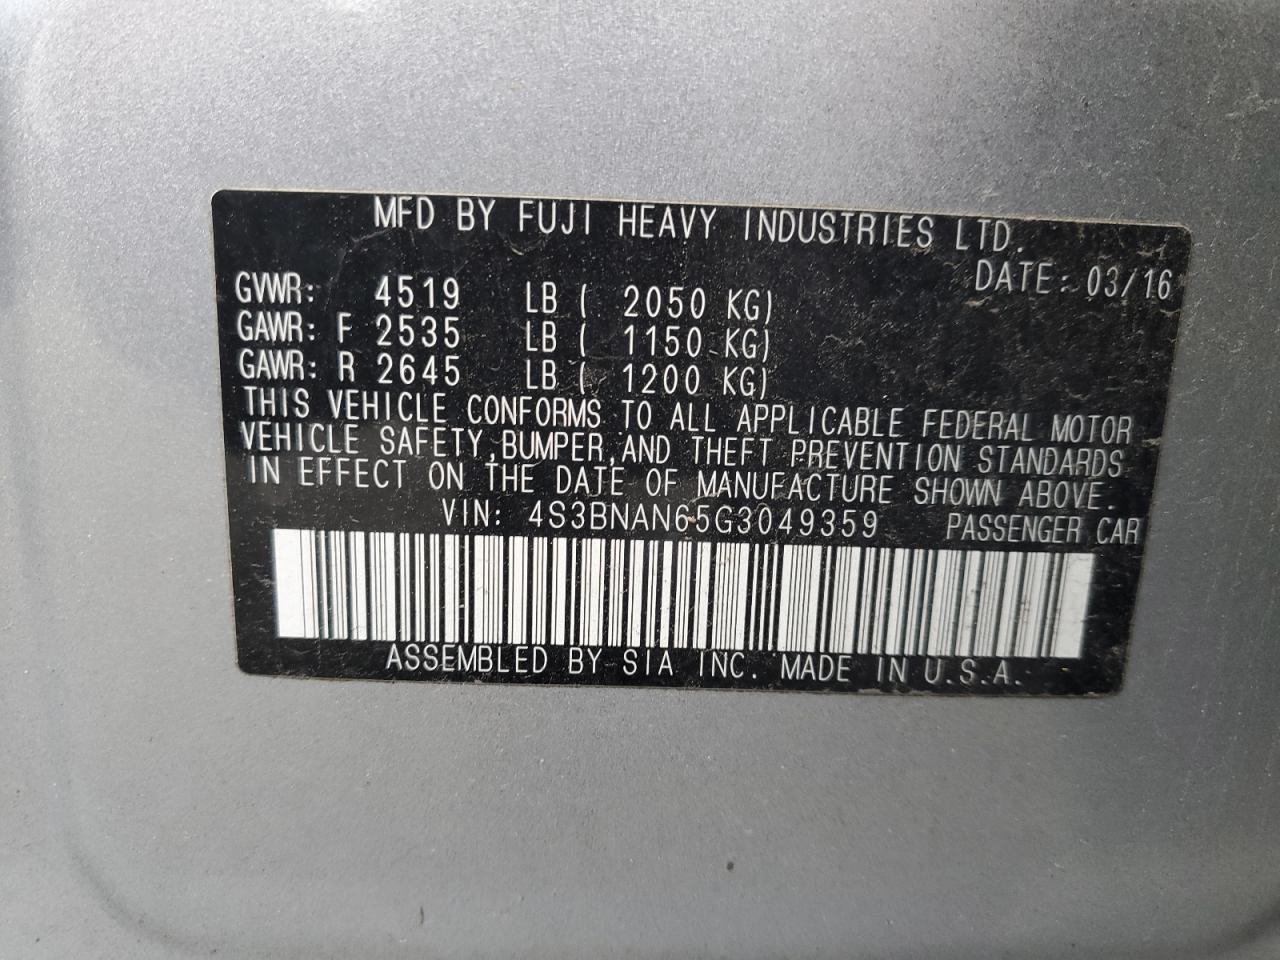 MFD BY FUJI HEAVY INDUSTRIES LTD.
DATE: 03/16
GVWR: 4519 LB ( 2050 KG)
GAWR: F 2535 LB ( 1150 KG)
GAWR: R 2645 LB ( 1200 KG)
THIS VEHICLE CONFORMS TO ALL APPLICABLE FEDERAL MOTOR
VEHICLE SAFETY,BUMPER,AND THEFT PREVENTION STANDARDS
IN EFFECT ON THE DATE OF MANUFACTURE SHOWN ABOVE.
VIN: 4S3BNAN65G3049359 PASSENGER CAR
ASSEMBLED BY SIA INC. MADE IN U.S.A.